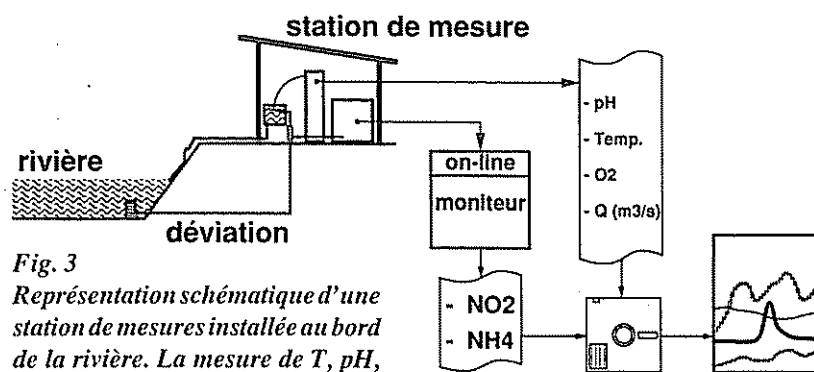 station de mesure
rivière
déviation
on-line
moniteur
- pH
- Temp.
- O2
- Q (m3/s)
- NO2
- NH4
Fig. 3
Représentation schématique d'une
station de mesures installée au bord
de la rivière. La mesure de T, pH,